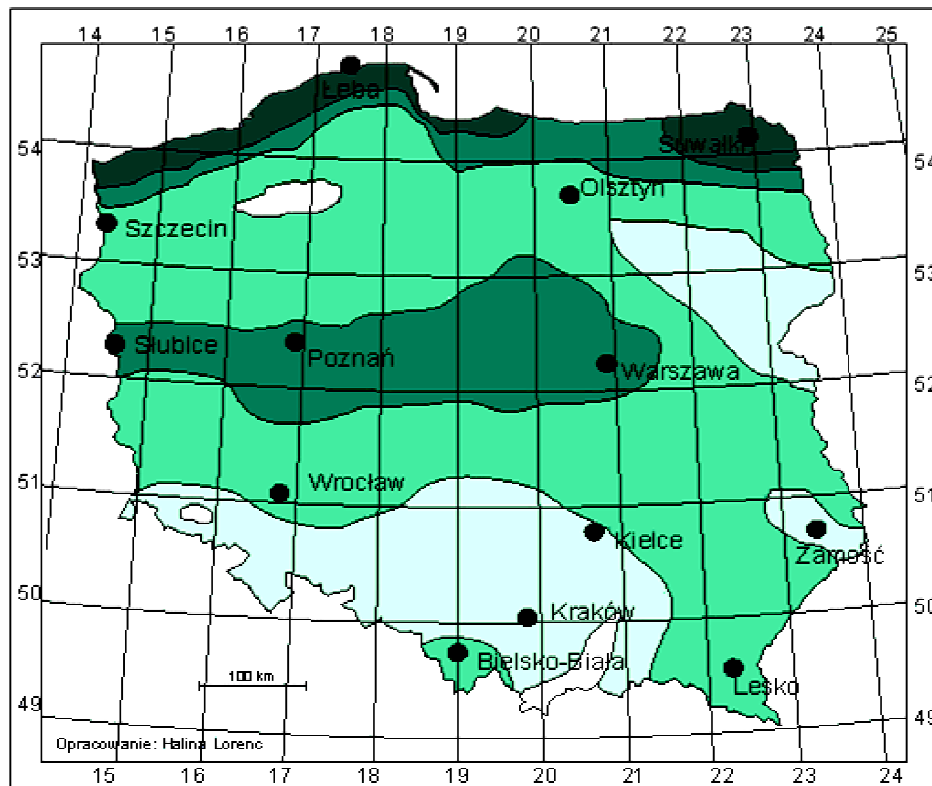 14 15 16 17 18 19 20 21 22 23 25
Łeba
54
Suwałki
54
Olsztyn
Szczecin
53
53
Słubice
Poznań
Warszawa
52
52
Wrocław
51
51
Kielce
Zamość
50
Kraków
50
Bielsko-Biała
Lesko
100 km
49
49
Opracowanie: Halina Lorenc
15 16 17 18 19 20 21 22 23 24